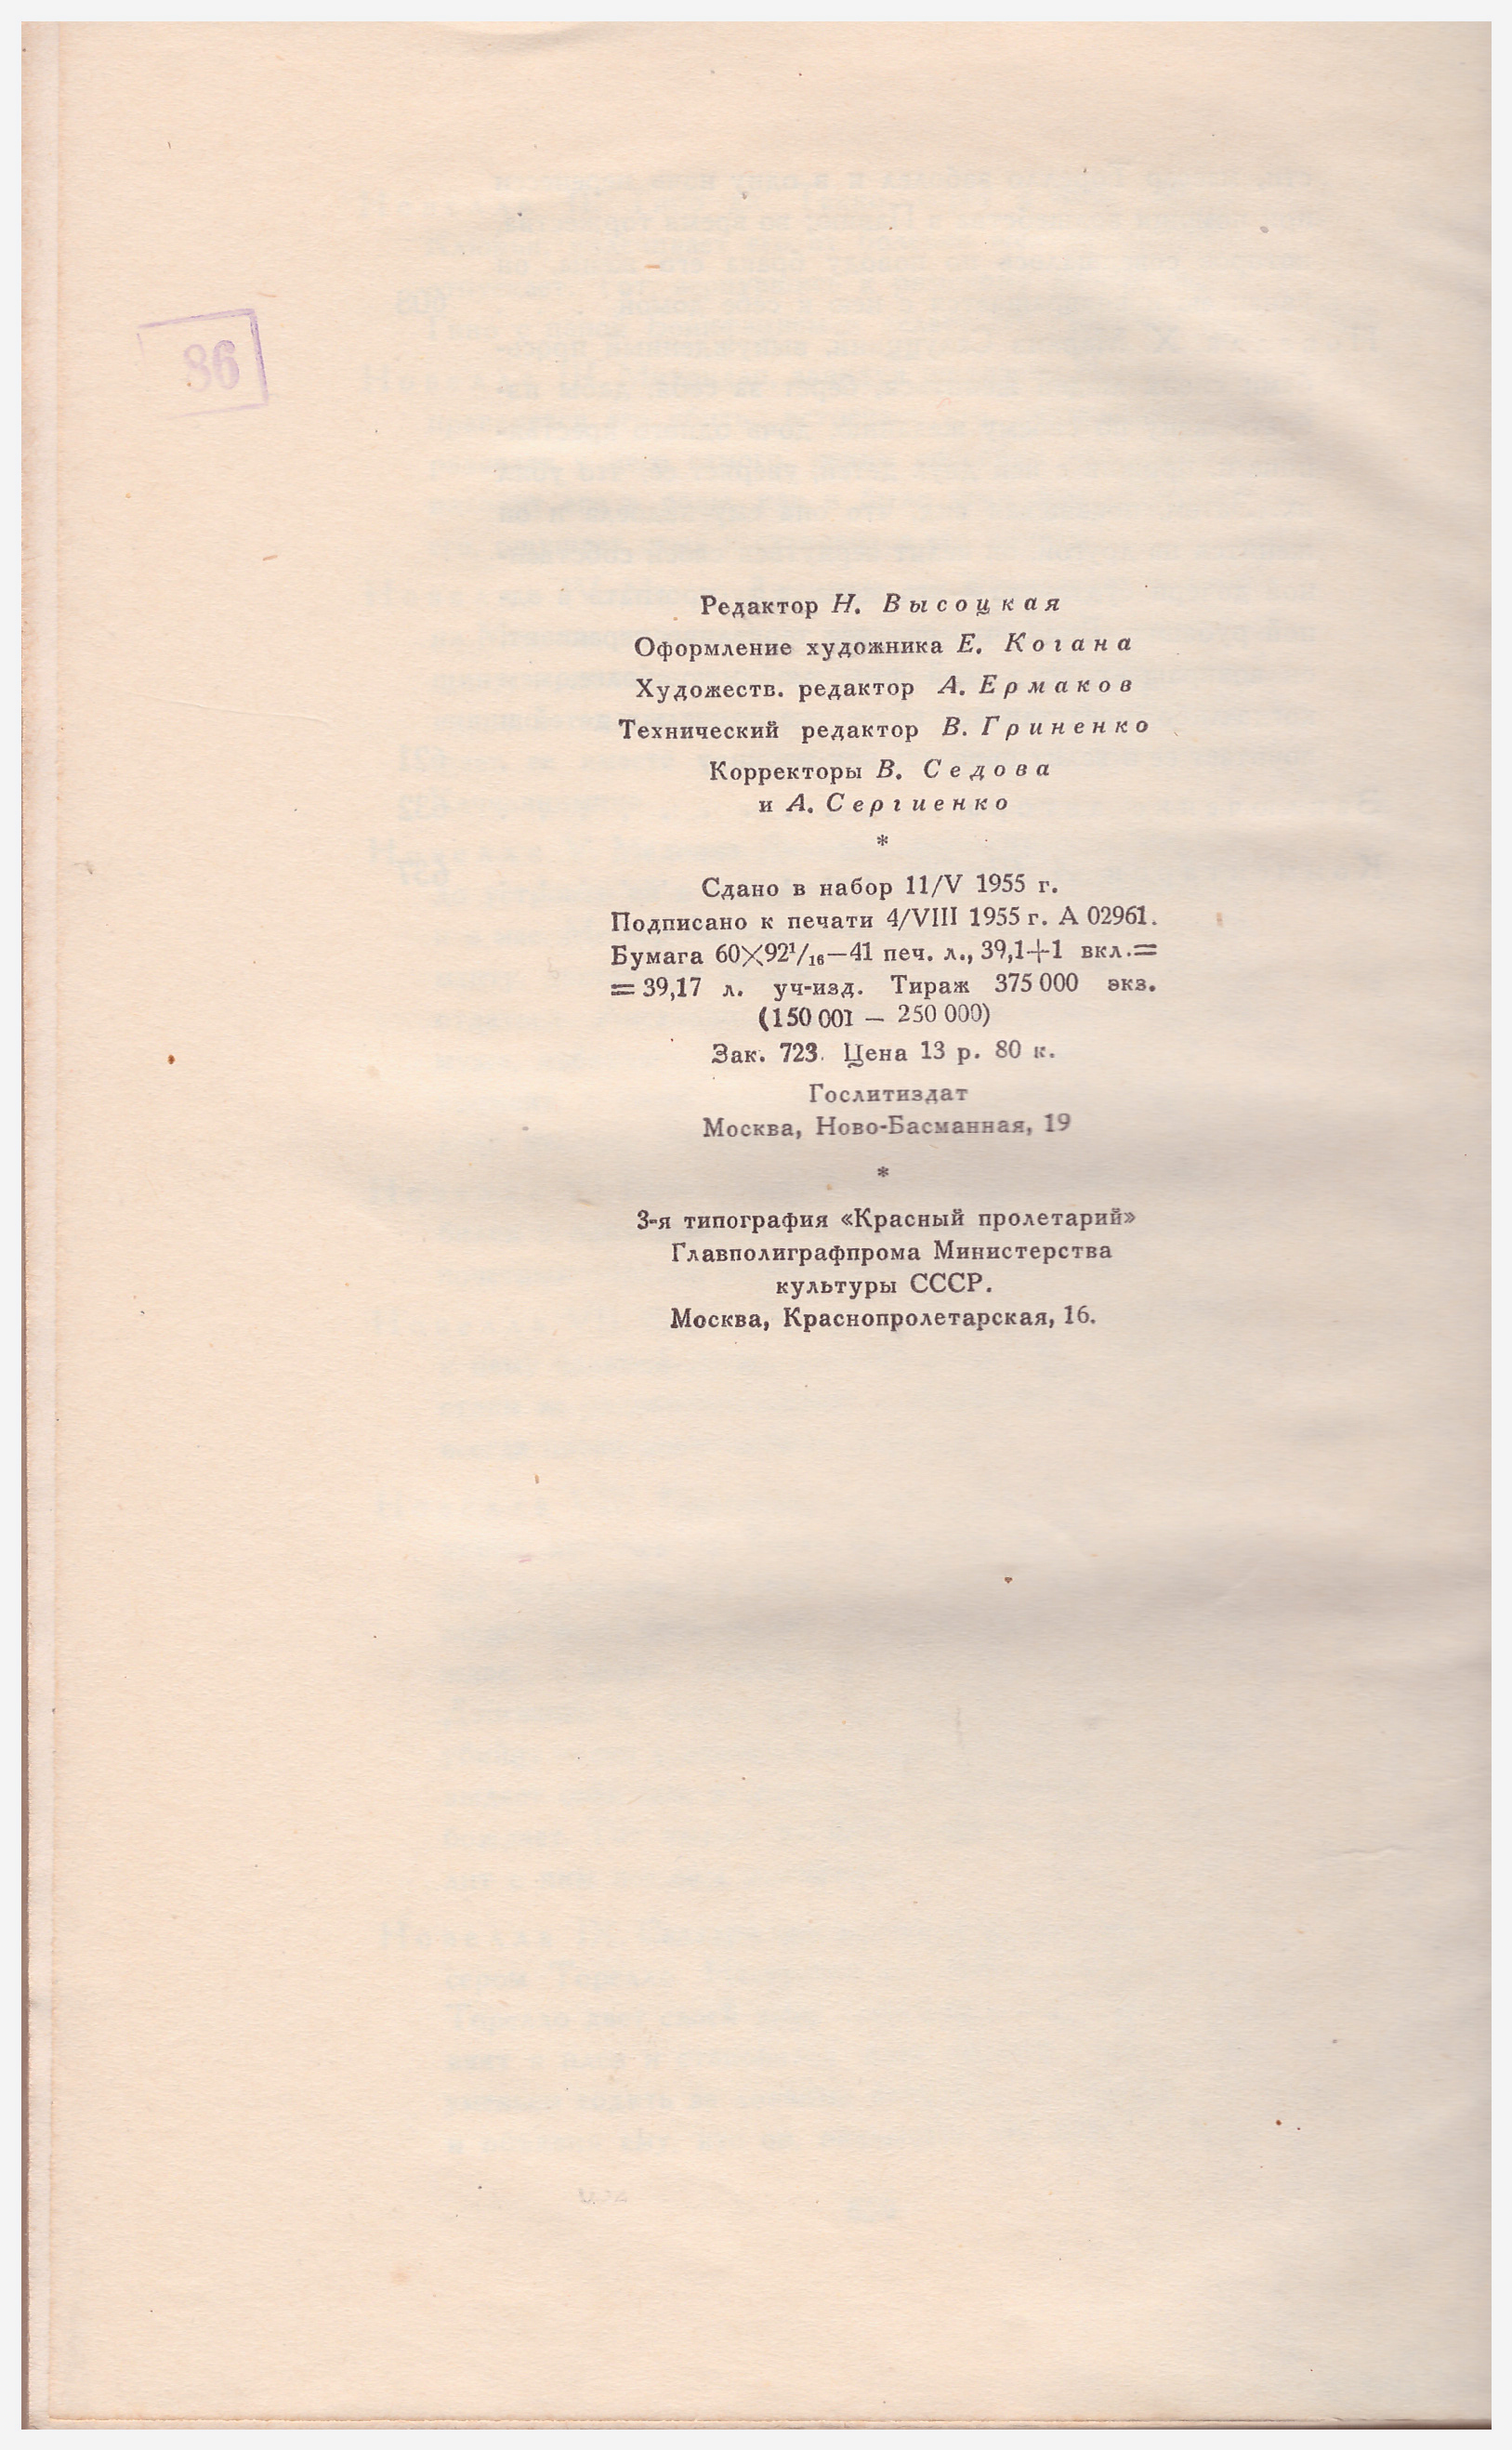 86
Редактор Н. Высоцкая
Оформление художника Е. Когана
Художеств. редактор А. Ермаков
Технический редактор В. Гриненко
Корректоры В. Седова
и А. Сергиенко
*
Сдано в набор 11/V 1955 г.
Подписано к печати 4/VIII 1955 г. А 02961.
Бумага 60×92¹/₁₆—41 печ. л., 39,1+1 вкл.=
=39,17 л. уч-изд. Тираж 375 000 экз.
(150 001 — 250 000)
Зак. 723. Цена 13 р. 80 к.
Гослитиздат
Москва, Ново-Басманная, 19
*
3-я типография «Красный пролетарий»
Главполиграфпрома Министерства
культуры СССР.
Москва, Краснопролетарская, 16.